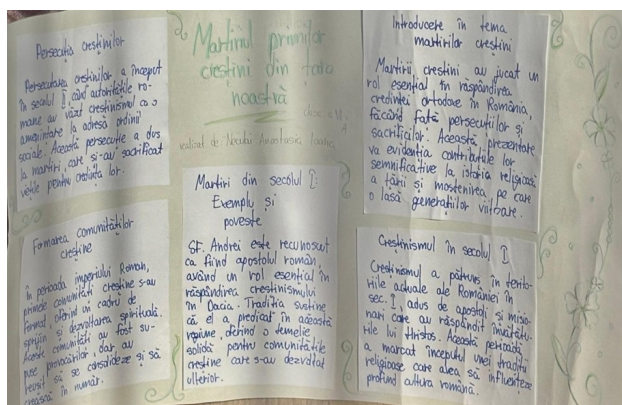 Persecuția creștinilor
Persecutarea creștinilor a început
în secolul I, când autoritățile ro-
mane au văzut creștinismul ca o
amenințare la adresa ordinii
sociale. Această persecuție a dus
la martiri, care și-au sacrificat
viețile pentru credința lor.
Formarea comunităților
creștine
În perioada imperiului Roman,
primele comunități creștine s-au
format, oferind un cadru de
sprijin și dezvoltarea spirituală.
Aceste comunități au fost su-
puse provocărilor, dar au
reușit să se consolideze și să
crească în număr.
Martiriul primilor
creștini din țara
noastră
realizat de Neculai Anastasia
Martiri din secolul I:
Exemplu și
poveste
SF. Andrei este recunoscut
ca fiind apostolul român,
având un rol esențial în
răspândirea creștinismului
în Dacia. Tradiția susține
că el a predicat în această
regiune, oferind o temelie
solidă pentru comunitățile
creștine care s-au dezvoltat
ulterior.
Introducere în tema
martirilor creștini
Martirii creștini au jucat un
rol esențial în răspândirea
credinței ortodoxe în România,
făcând față persecuțiilor și
sacrificiilor. Această prezentare
va evidenția contribuțiile lor
semnificative la istoria religioasă
a țării și moștenirea pe care
o lasă generațiilor viitoare.
Creștinismul în secolul I
Creștinismul a pătruns în terito-
riile actuale ale României în
sec. I, adus de apostoli și misio-
nari care au răspândit învățătu-
rile lui Hristos. Această perioadă
a marcat începutul unei tradiții
religioase care alea să influențeze
profund cultura română.